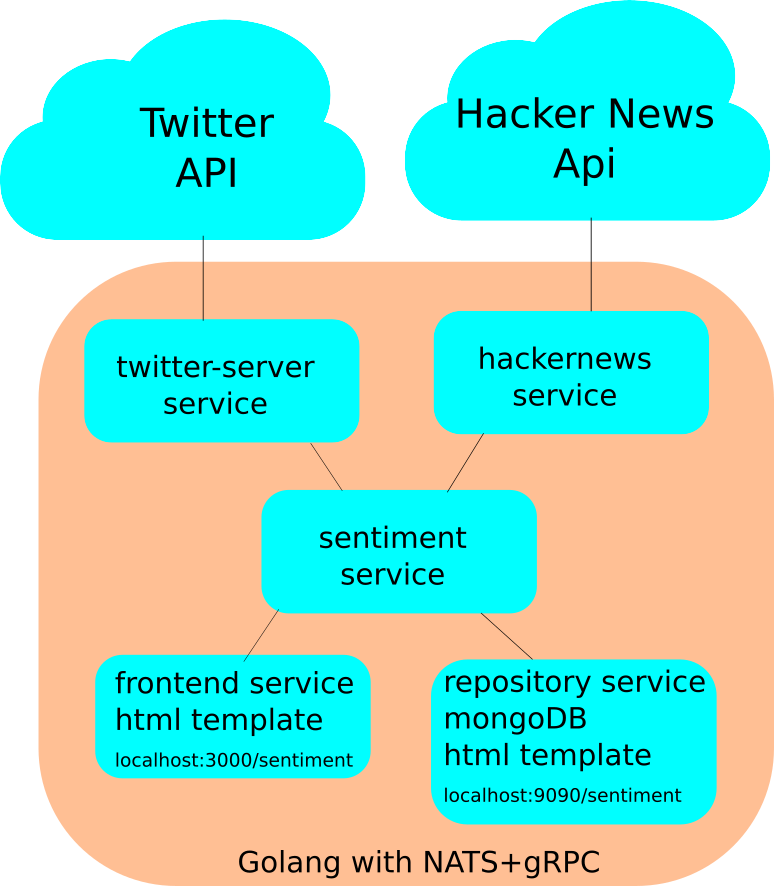 Twitter
API
Hacker News
Api
twitter-server
service
hackernews
service
sentiment
service
frontend service
html template
localhost:3000/sentiment
repository service
mongoDB
html template
localhost:9090/sentiment
Golang with NATS+gRPC